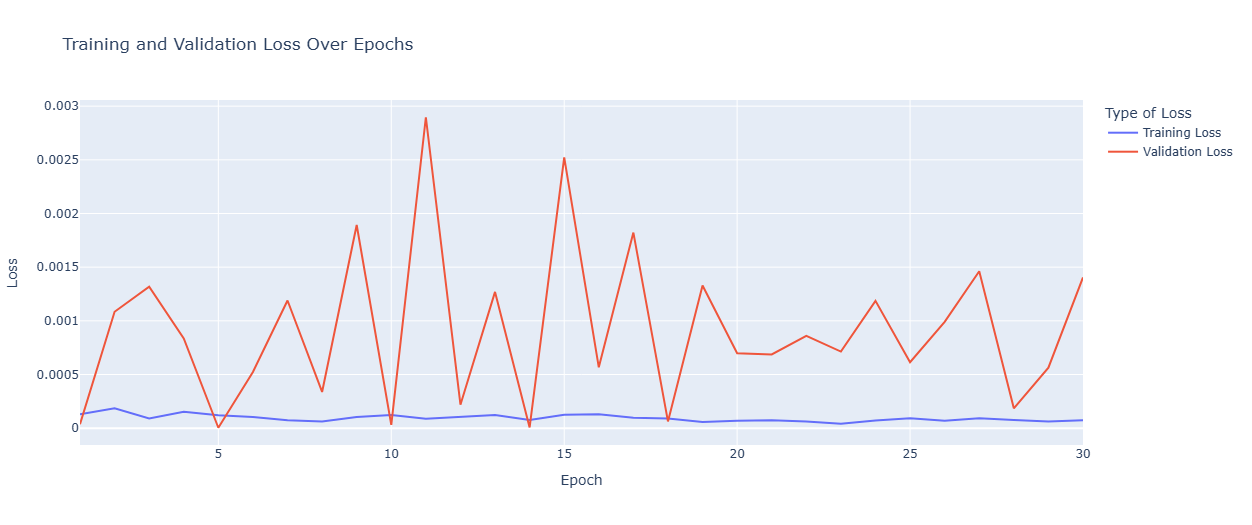 Training and Validation Loss Over Epochs
Type of Loss
Training Loss
Validation Loss
Loss
0.003
0.0025
0.002
0.0015
0.001
0.0005
0
5
10
15
20
25
30
Epoch